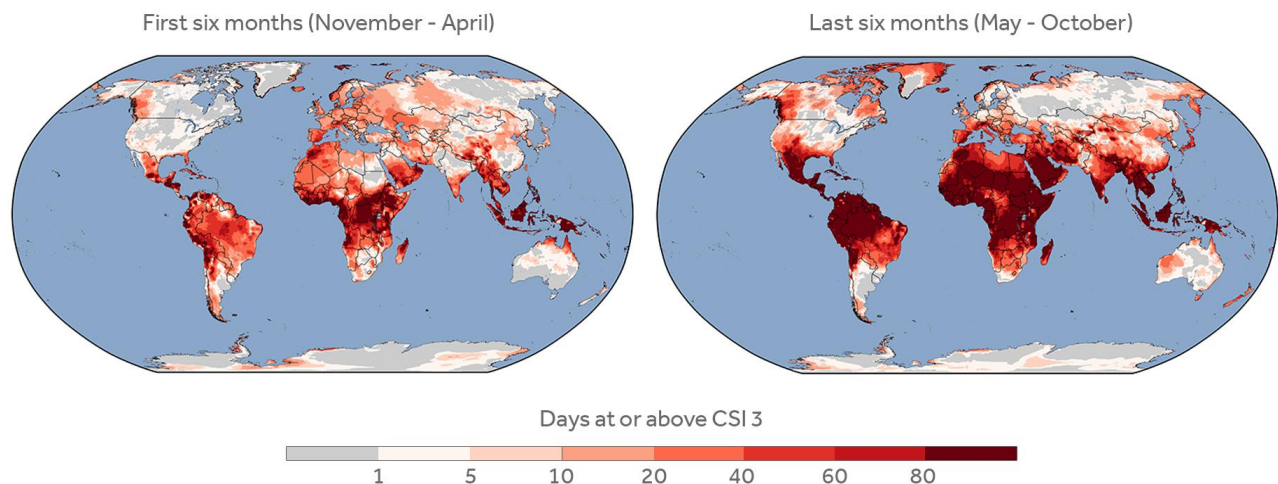 First six months (November - April)
Last six months (May - October)
Days at or above CSI 3
1 5 10 20 40 60 80